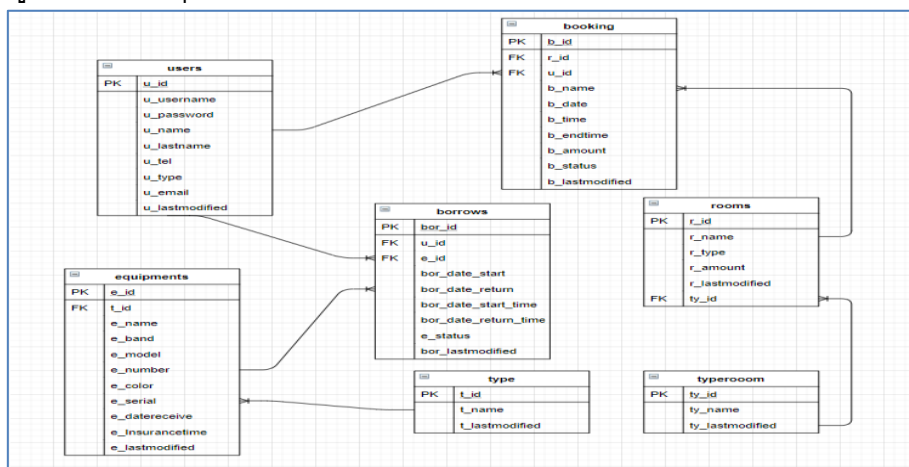 booking
PK b_id
FK r_id
FK u_id
b_name
b_date
b_time
b_endtime
b_amount
b_status
b_lastmodified
users
PK u_id
u_username
u_password
u_name
u_lastname
u_tel
u_type
u_email
u_lastmodified
borrows
PK bor_id
FK u_id
FK e_id
bor_date_start
bor_date_return
bor_date_start_time
bor_date_return_time
e_status
bor_lastmodified
rooms
PK r_id
r_name
r_type
r_amount
r_lastmodified
FK ty_id
equipments
PK e_id
FK t_id
e_name
e_band
e_model
e_number
e_color
e_serial
e_datereceive
e_Insurancetime
e_lastmodified
type
PK t_id
t_name
t_lastmodified
typerooom
PK ty_id
ty_name
ty_lastmodified